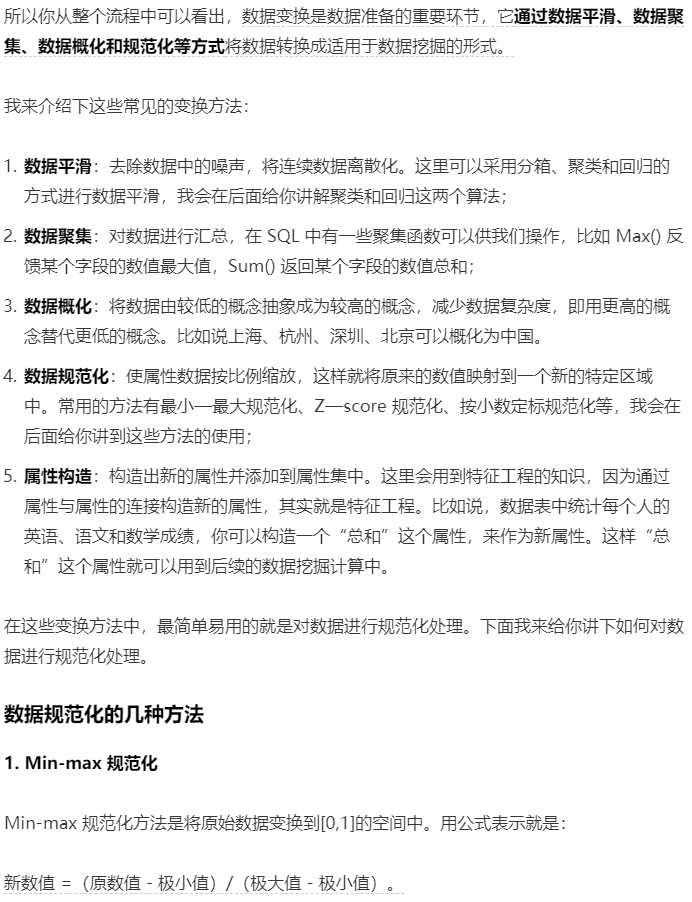 所以你从整个流程中可以看出，数据变换是数据准备的重要环节，它通过数据平滑、数据聚
集、数据概化和规范化等方式将数据转换成适用于数据挖掘的形式。
我来介绍下这些常见的变换方法：
1. 数据平滑：去除数据中的噪声，将连续数据离散化。这里可以采用分箱、聚类和回归的
方式进行数据平滑，我会在后面给你讲解聚类和回归这两个算法；
2. 数据聚集：对数据进行汇总，在 SQL 中有一些聚集函数可以供我们操作，比如 Max() 反
馈某个字段的数值最大值，Sum() 返回某个字段的数值总和；
3. 数据概化：将数据由较低的概念抽象成为较高的概念，减少数据复杂度，即用更高的概
念替代更低的概念。比如说上海、杭州、深圳、北京可以概化为中国。
4. 数据规范化：使属性数据按比例缩放，这样就将原来的数值映射到一个新的特定区域
中。常用的方法有最小—最大规范化、Z—score 规范化、按小数定标规范化等，我会在
后面给你讲到这些方法的使用；
5. 属性构造：构造出新的属性并添加到属性集中。这里会用到特征工程的知识，因为通过
属性与属性的连接构造新的属性，其实就是特征工程。比如说，数据表中统计每个人的
英语、语文和数学成绩，你可以构造一个“总和”这个属性，来作为新属性。这样“总
和”这个属性就可以用到后续的数据挖掘计算中。
在这些变换方法中，最简单易用的就是对数据进行规范化处理。下面我来给你讲下如何对数
据进行规范化处理。
数据规范化的几种方法
1. Min-max 规范化
Min-max 规范化方法是将原始数据变换到[0,1]的空间中。用公式表示就是：
新数值 =（原数值 - 极小值）/（极大值 - 极小值）。